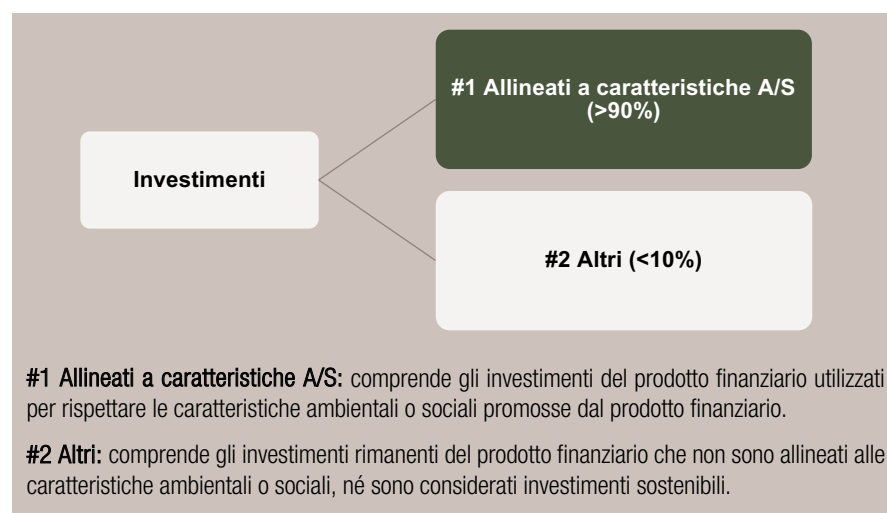 #1 Allineati a caratteristiche A/S
(>90%)
Investimenti
#2 Altri (<10%)
#1 Allineati a caratteristiche A/S: comprende gli investimenti del prodotto finanziario utilizzati
per rispettare le caratteristiche ambientali o sociali promosse dal prodotto finanziario.
#2 Altri: comprende gli investimenti rimanenti del prodotto finanziario che non sono allineati alle
caratteristiche ambientali o sociali, né sono considerati investimenti sostenibili.